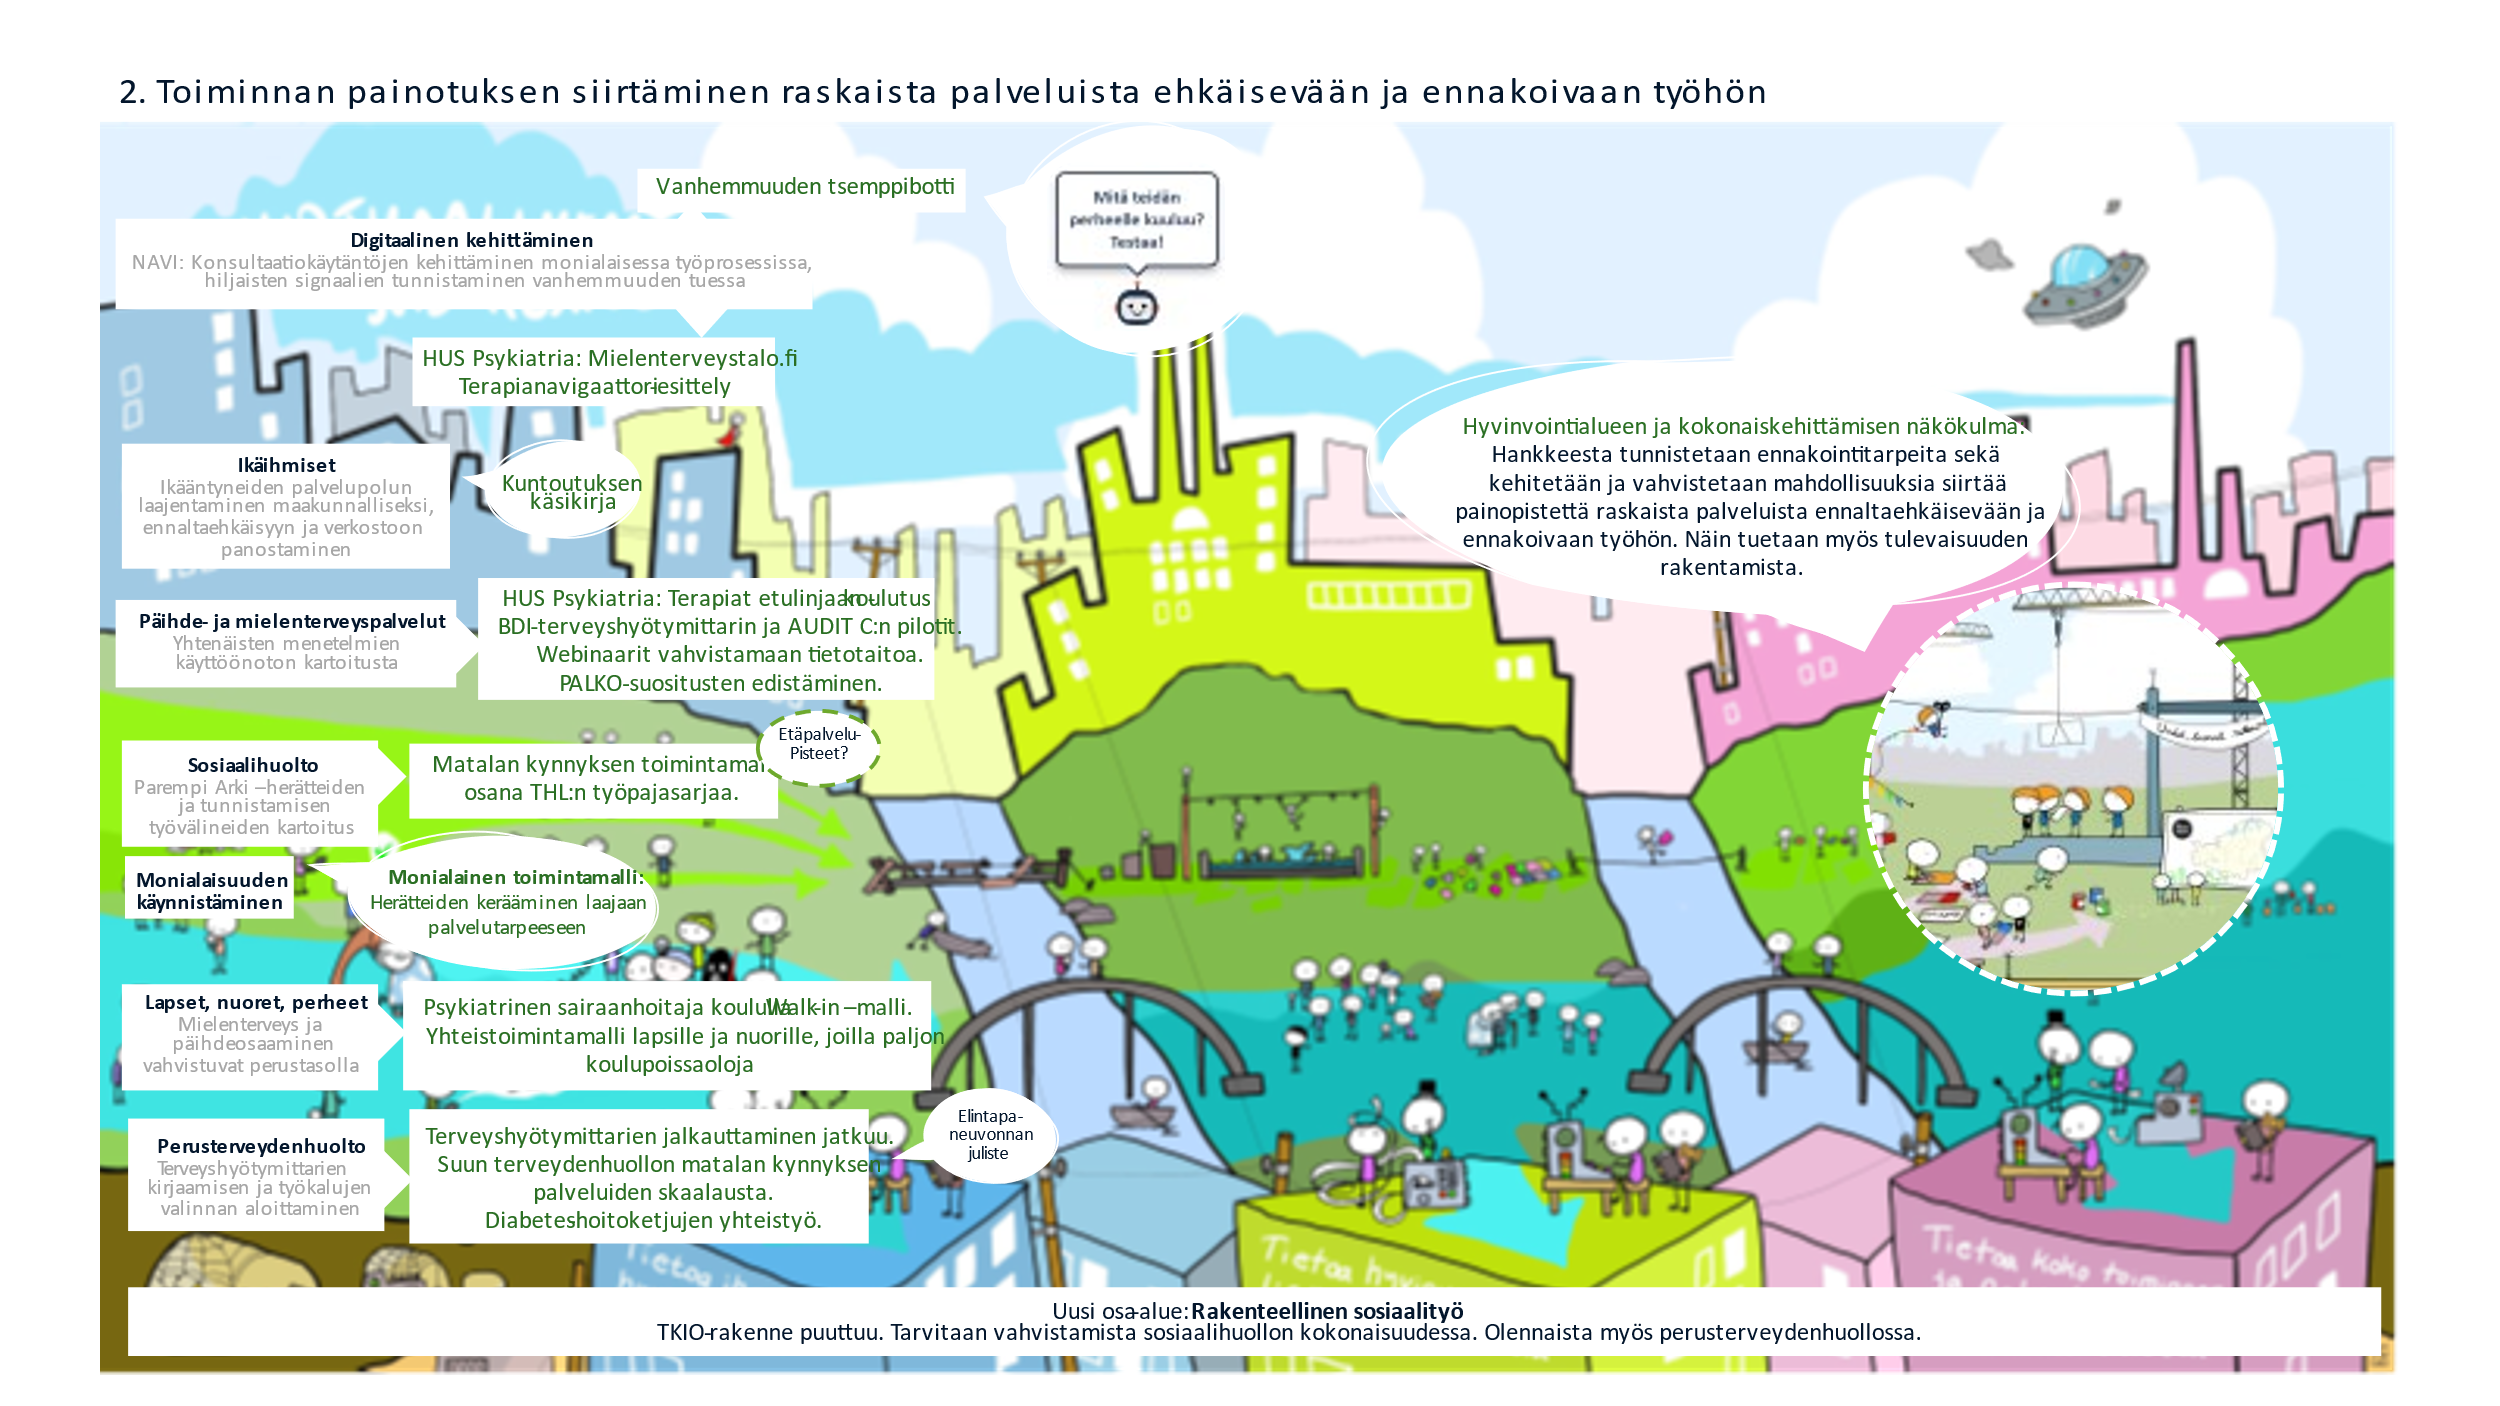 2. Toiminnan painotuksen siirtäminen raskaista palveluista ehkäisevään ja ennakoivaan työhön
Vanhemmuuden tsemppibotti
Mitä teidän
perheelle kuuluu?
Testaa!
Digitaalinen kehittäminen
NAVI: Konsultaatiokäytäntöjen kehittäminen monialaisessa työprosessissa,
hiljaisten signaalien tunnistaminen vanhemmuuden tuessa
HUS Psykiatria: Mielenterveystalo.fi
Terapianavigaattori-esittely
Ikäihmiset
Ikääntyneiden palvelupolun
laajentaminen maakunnalliseksi,
ennaltaehkäisyyn ja verkostoon
panostaminen
Kuntoutuksen
käsikirja
Hyvinvointialueen ja kokonaiskehittämisen näkökulma:
Hankkeesta tunnistetaan ennakointitarpeita sekä
kehitetään ja vahvistetaan mahdollisuuksia siirtää
painopistettä raskaista palveluista ennaltaehkäisevään ja
ennakoivaan työhön. Näin tuetaan myös tulevaisuuden
rakentamista.
Päihde- ja mielenterveyspalvelut
Yhtenäisten menetelmien
käyttöönoton kartoitusta
HUS Psykiatria: Terapiat etulinjaan -koulutus
BDI-terveyshyötymittarin ja AUDIT C:n pilotit.
Webinaarit vahvistamaan tietotaitoa.
PALKO-suositusten edistäminen.
Etäpalvelu-
Pisteet?
Sosiaalihuolto
Parempi Arki –herätteiden
ja tunnistamisen
työvälineiden kartoitus
Matalan kynnyksen
osana THL:n työpajasarjaa.
Monialaisuuden
käynnistäminen
Monialainen toimintamalli:
Herätteiden kerääminen laajaan
palvelutarpeeseen
Lapset, nuoret, perheet
Mielenterveys ja
päihdeosaaminen
vahvistuvat perustasolla
Psykiatrinen sairaanhoitaja koululla Walk-in –malli.
Yhteistoimintamalli lapsille ja nuorille, joilla paljon
koulupoissaoloja
Perusterveydenhuolto
Terveyshyötymittarien
kirjaamisen ja työkalujen
valinnan aloittaminen
Terveyshyötymittarien jalkauttaminen jatkuu.
Suun terveydenhuollon matalan kynnyksen
palveluiden skaalausta.
Diabeteshoitoketjujen yhteistyö.
Elintapa-
neuvonnan
juliste
Tietoa
Tietoa
Tietoa koko
Uusi osa-alue: Rakenteellinen sosiaalityö
TKIO-rakenne puuttuu. Tarvitaan vahvistamista sosiaalihuollon kokonaisuudessa. Olennaista myös perusterveydenhuollossa.